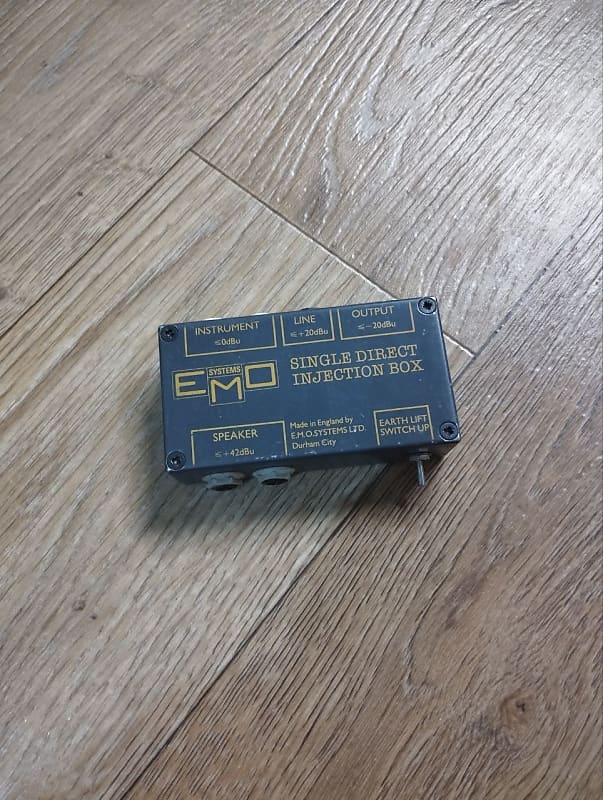 INSTRUMENT
≤0dBu
LINE
≤+20dBu
OUTPUT
≤-20dBu
EMO
SYSTEMS
SINGLE DIRECT
INJECTION BOX
SPEAKER
≤+42dBu
Made in England by
E.M.O.SYSTEMS LTD.
Durham City
EARTH LIFT
SWITCH UP